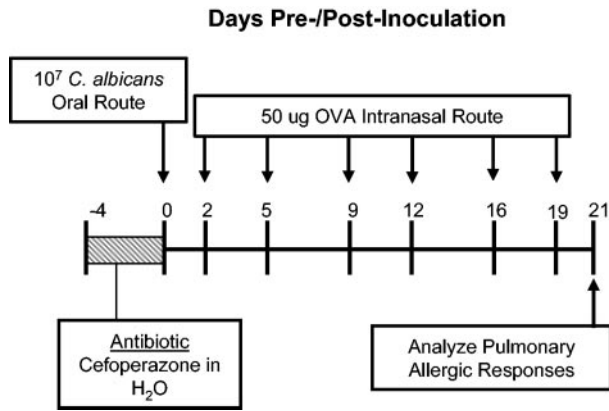 Days Pre-/Post-Inoculation
10⁷ C. albicans
Oral Route
50 ug OVA Intranasal Route
-4 0 2 5 9 12 16 19 21
Antibiotic
Cefoperazone in
H₂O
Analyze Pulmonary
Allergic Responses